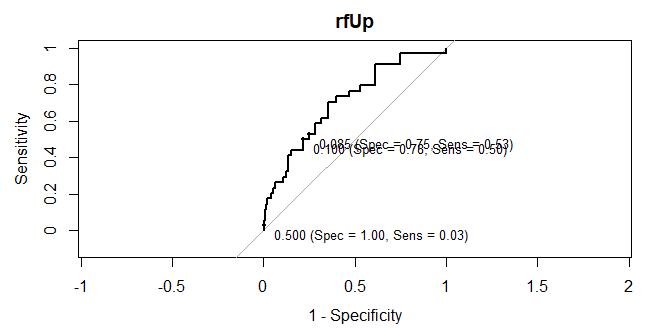 rfUp
Sensitivity
1
0.8
0.6
0.4
0.2
0
0.085 (Spec = 0.75, Sens = 0.53)
0.100 (Spec = 0.78, Sens = 0.50)
0.500 (Spec = 1.00, Sens = 0.03)
-1
-0.5
0
0.5
1
1.5
2
1 - Specificity